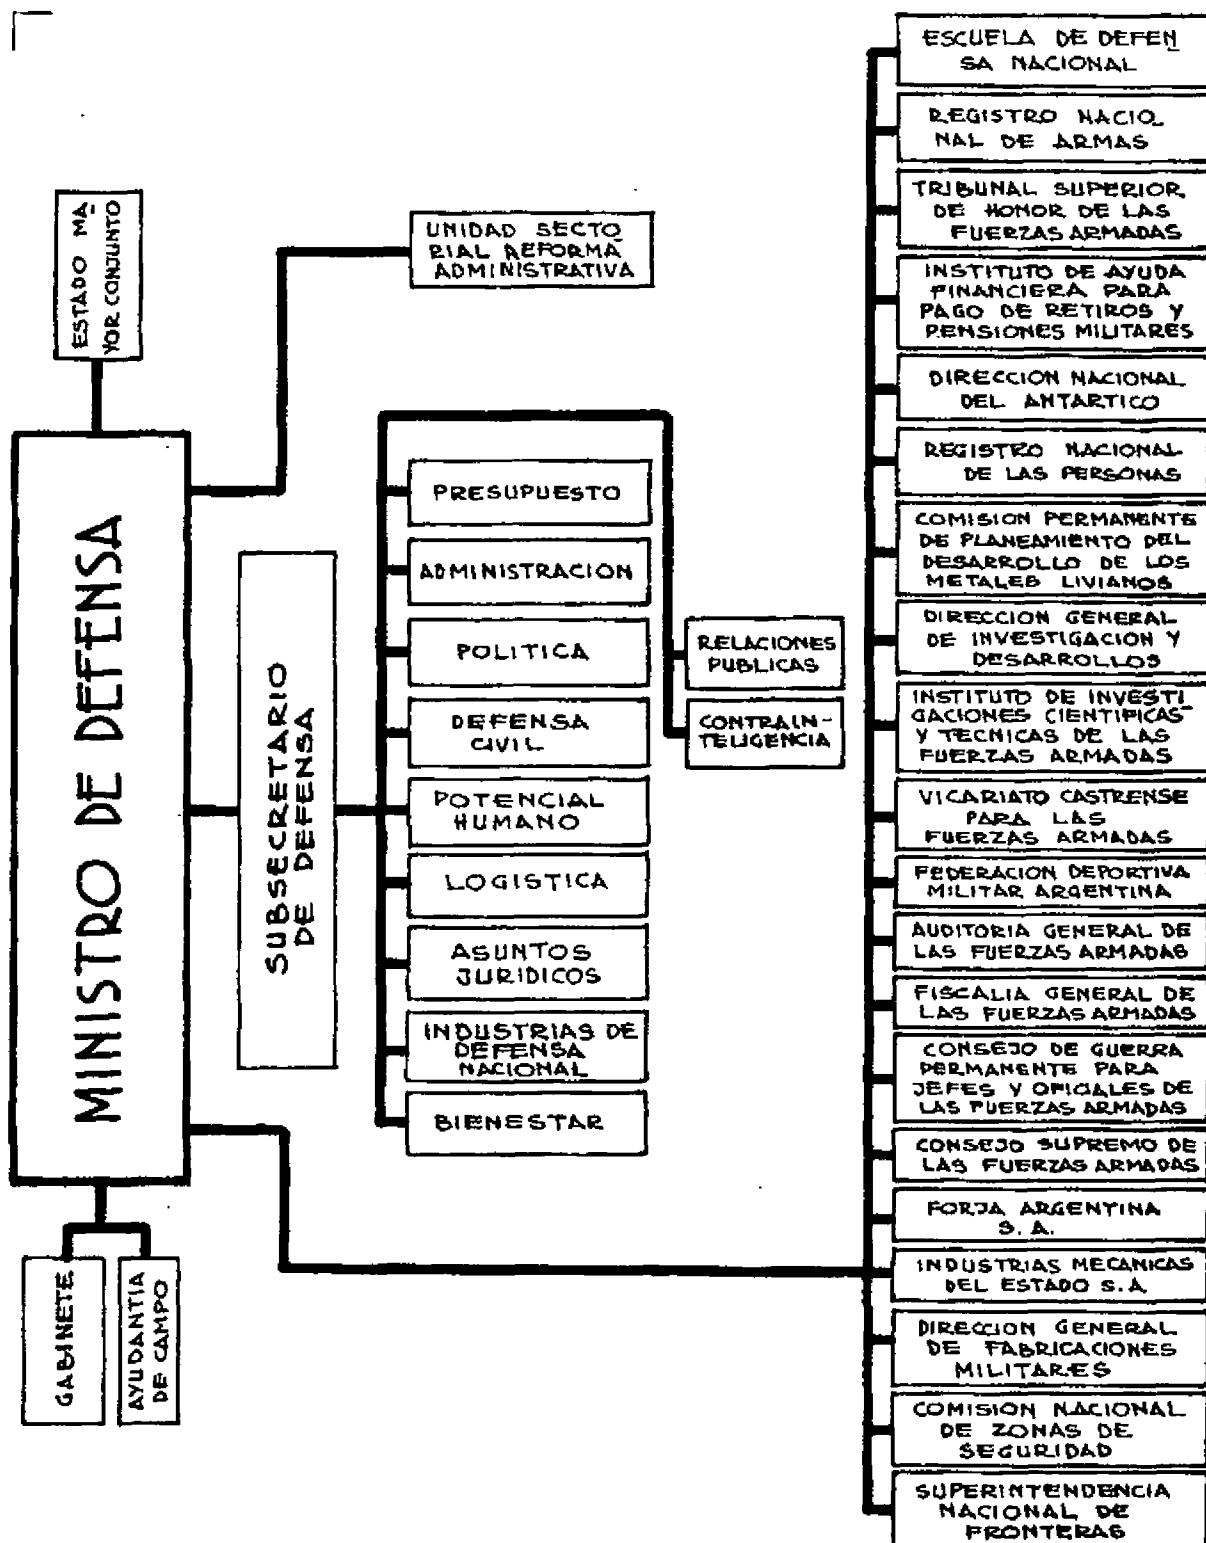 ESTADO MA
YOR CONJUNTO
MINISTRO DE DEFENSA
GABINETE
AYUDANTIA
DE CAMPO
SUBSECRETARIO
DE DEFENSA
UNIDAD SECTO
RIAL REFORMA
ADMINISTRATIVA
PRESUPUESTO
ADMINISTRACION
POLITICA
DEFENSA
CIVIL
POTENCIAL
HUMANO
LOGISTICA
ASUNTOS
JURIDICOS
INDUSTRIAS DE
DEFENSA
NACIONAL
BIENESTAR
RELACIONES
PUBLICAS
CONTRAIN-
TELIGENCIA
ESCUELA DE DEFEN
SA NACIONAL
REGISTRO NACIO
NAL DE ARMAS
TRIBUNAL SUPERIOR
DE HONOR DE LAS
FUERZAS ARMADAS
INSTITUTO DE AYUDA
FINANCIERA PARA
PAGO DE RETIROS Y
PENSIONES MILITARES
DIRECCION NACIONAL
DEL ANTARTICO
REGISTRO NACIONAL
DE LAS PERSONAS
COMISION PERMANENTE
DE PLANEAMIENTO DEL
DESARROLLO DE LOS
METALES LIVIANOS
DIRECCION GENERAL
DE INVESTIGACION Y
DESARROLLOS
INSTITUTO DE INVESTI
GACIONES CIENTIFICAS
Y TECNICAS DE LAS
FUERZAS ARMADAS
VICARIATO CASTRENSE
PARA LAS
FUERZAS ARMADAS
FEDERACION DEPORTIVA
MILITAR ARGENTINA
AUDITORIA GENERAL DE
LAS FUERZAS ARMADAS
FISCALIA GENERAL DE
LAS FUERZAS ARMADAS
CONSEJO DE GUERRA
PERMANENTE PARA
JEFES Y OFICIALES DE
LAS FUERZAS ARMADAS
CONSEJO SUPREMO DE
LAS FUERZAS ARMADAS
FORJA ARGENTINA
S. A.
INDUSTRIAS MECANICAS
DEL ESTADO S. A
DIRECCION GENERAL
DE FABRICACIONES
MILITARES
COMISION NACIONAL
DE ZONAS DE
SEGURIDAD
SUPERINTENDENCIA
NACIONAL DE
FRONTERAS